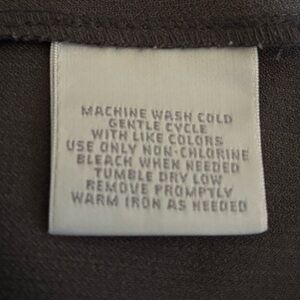 MACHINE WASH COLD
GENTLE CYCLE
WITH LIKE COLORS
USE ONLY NON-CHLORINE
BLEACH WHEN NEEDED
TUMBLE DRY LOW
REMOVE PROMPTLY
WARM IRON AS NEEDED